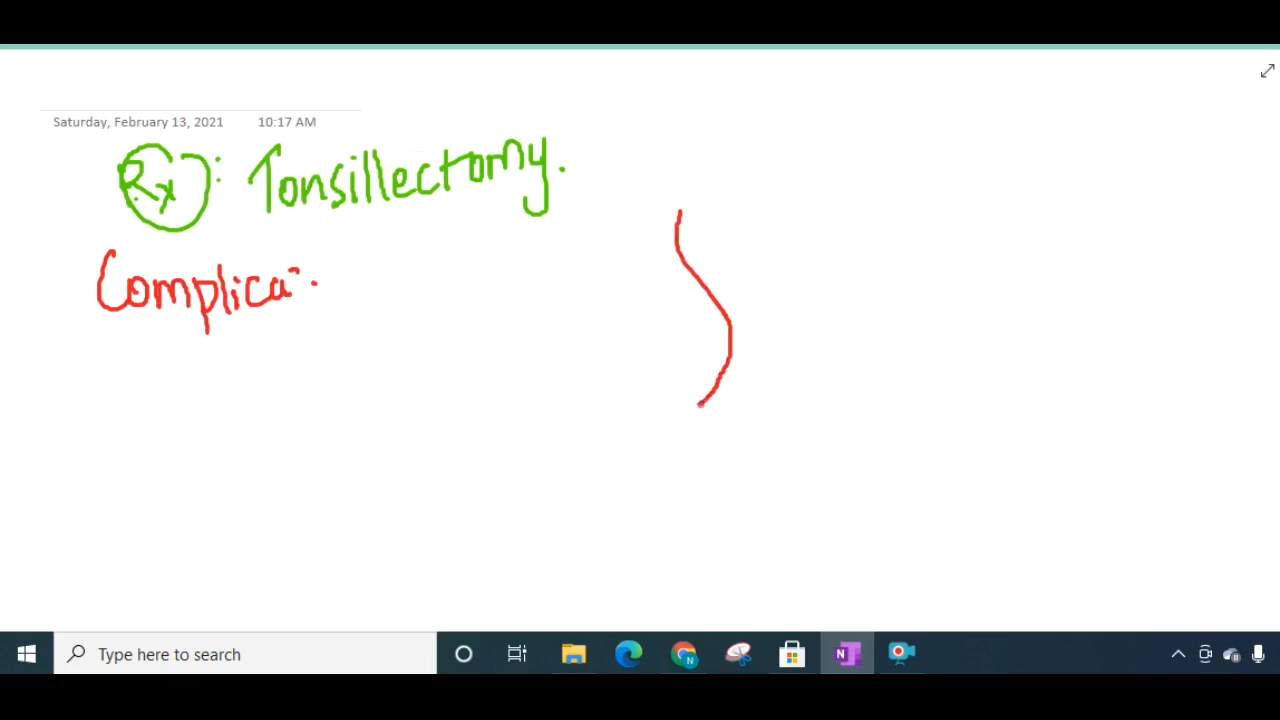 Saturday, February 13, 2021 10:17 AM
Rx : Tonsillectomy.
Complica :
Type here to search